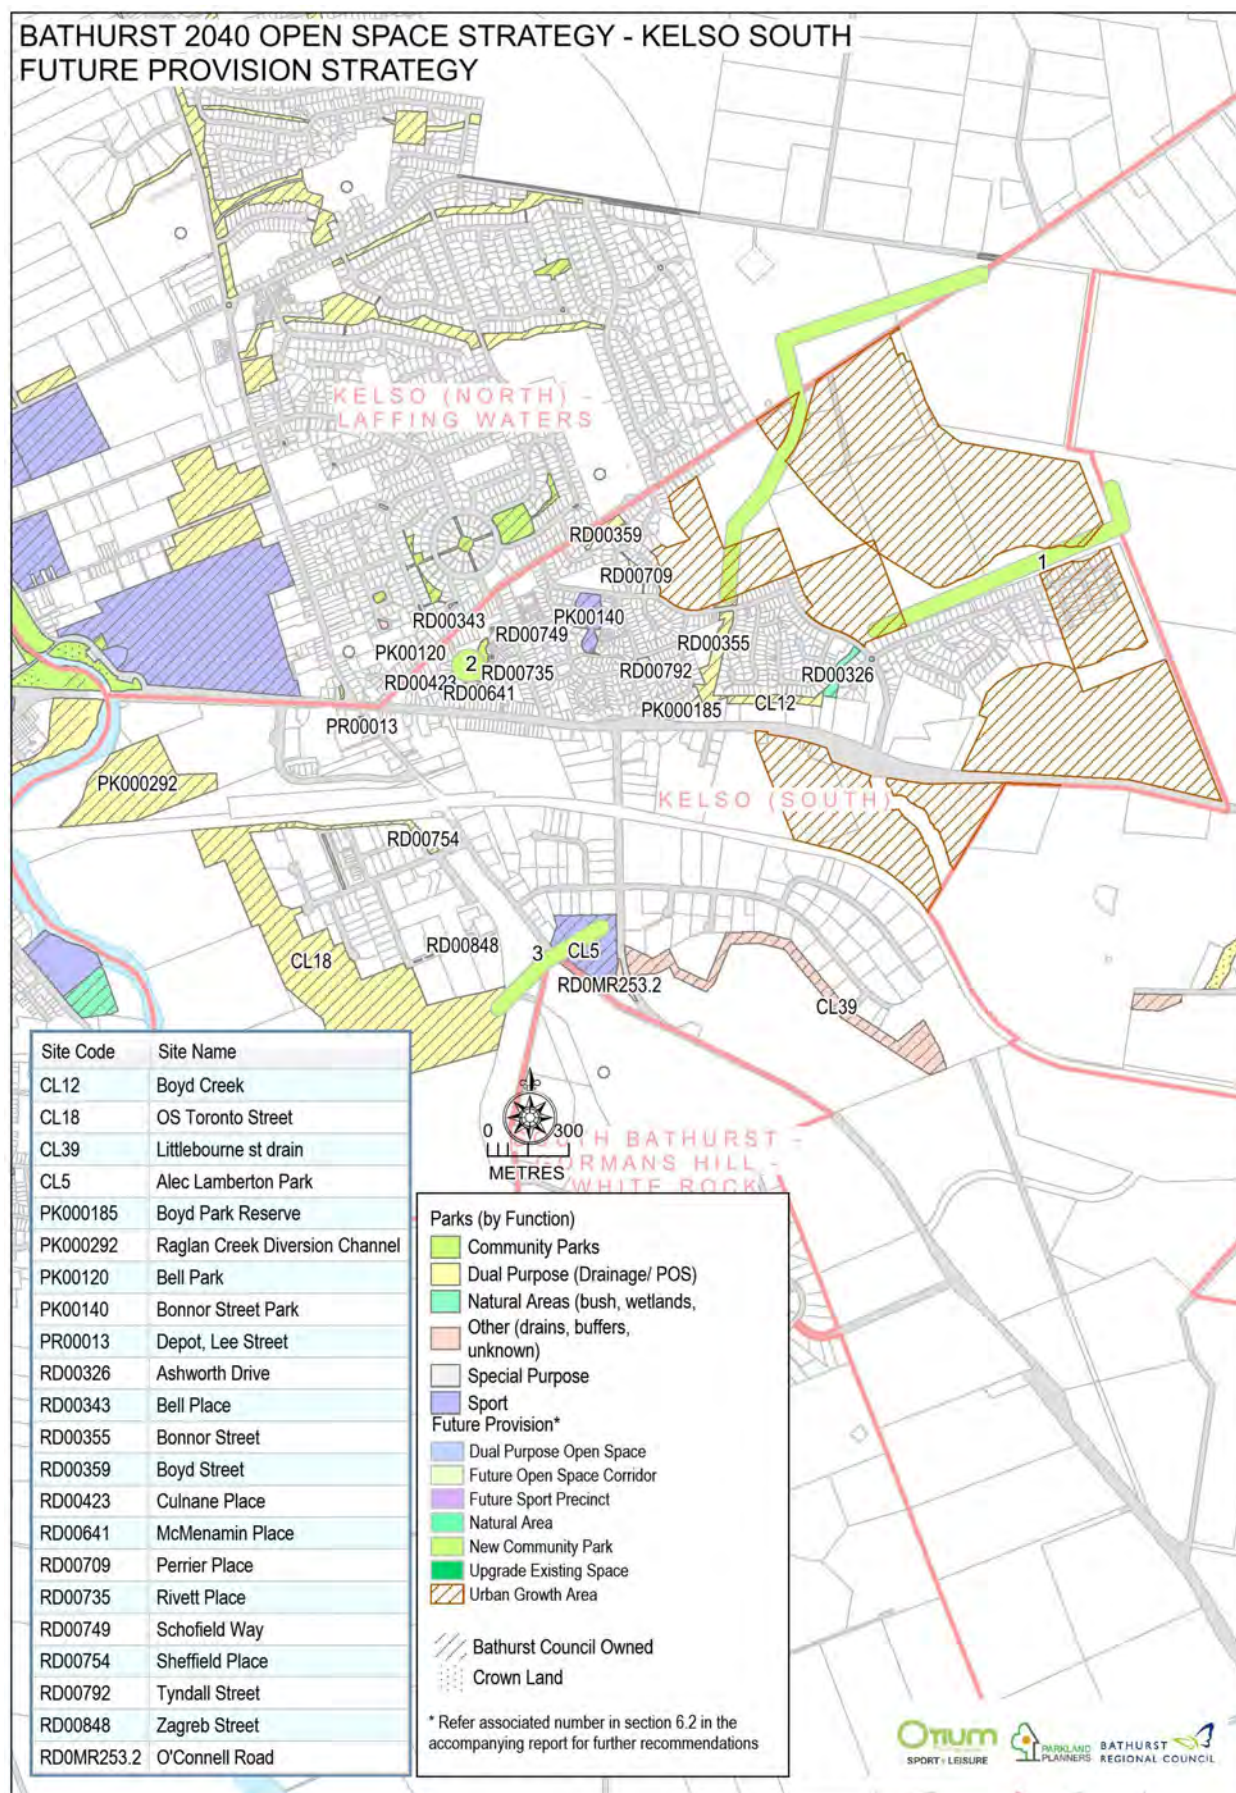 BATHURST 2040 OPEN SPACE STRATEGY - KELSO SOUTH
FUTURE PROVISION STRATEGY
KELSO (NORTH) -
LAFFING WATERS
RD00359
1
RD00709
RD00343
PK00140
RD00749
RD00355
PK00120
2
RD00735
RD00792
RD00326
RD00423
RD00641
PK000185
CL12
PR00013
PK000292
KELSO (SOUTH)
RD00754
RD00848
3
CL5
CL18
RD0MR253.2
CL39
Site Code Site Name
CL12 Boyd Creek
CL18 OS Toronto Street
CL39 Littlebourne st drain
CL5 Alec Lamberton Park
PK000185 Boyd Park Reserve
PK000292 Raglan Creek Diversion Channel
PK00120 Bell Park
PK00140 Bonnor Street Park
PR00013 Depot, Lee Street
RD00326 Ashworth Drive
RD00343 Bell Place
RD00355 Bonnor Street
RD00359 Boyd Street
RD00423 Culnane Place
RD00641 McMenamin Place
RD00709 Perrier Place
RD00735 Rivett Place
RD00749 Schofield Way
RD00754 Sheffield Place
RD00792 Tyndall Street
RD00848 Zagreb Street
RD0MR253.2 O'Connell Road
0 300
METRES
BATHURST -
HILL -
WHITE ROCK
Parks (by Function)
Community Parks
Dual Purpose (Drainage/ POS)
Natural Areas (bush, wetlands,
Other (drains, buffers,
unknown)
Special Purpose
Sport
Future Provision*
Dual Purpose Open Space
Future Open Space Corridor
Future Sport Precinct
Natural Area
New Community Park
Upgrade Existing Space
Urban Growth Area
Bathurst Council Owned
Crown Land
* Refer associated number in section 6.2 in the
accompanying report for further recommendations
OTIUM
SPORT + LEISURE
PARKLAND
PLANNERS
BATHURST
REGIONAL COUNCIL